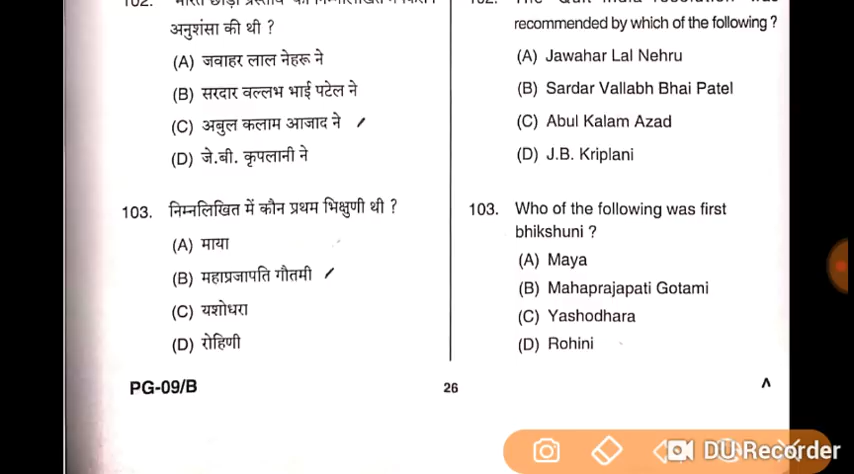 अनुशंसा की थी ?
(A) जवाहर लाल नेहरू ने
(B) सरदार वल्लभ भाई पटेल ने
(C) अबुल कलाम आजाद ने
(D) जे.बी. कृपलानी ने
103. निम्नलिखित में कौन प्रथम भिक्षुणी थी ?
(A) माया
(B) महाप्रजापति गौतमी
(C) यशोधरा
(D) रोहिणी
recommended by which of the following ?
(A) Jawahar Lal Nehru
(B) Sardar Vallabh Bhai Patel
(C) Abul Kalam Azad
(D) J.B. Kriplani
103. Who of the following was first
bhikshuni ?
(A) Maya
(B) Mahaprajapati Gotami
(C) Yashodhara
(D) Rohini
PG-09/B
26
DU Recorder